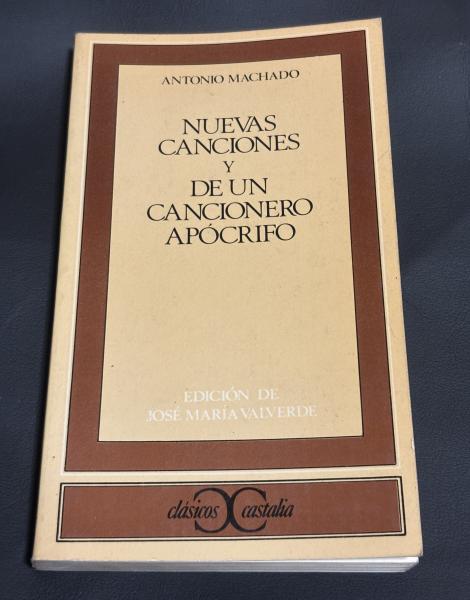 ANTONIO MACHADO
NUEVAS
CANCIONES
Y
DE UN
CANCIONERO
APÓCRIFO
EDICIÓN DE
JOSÉ MARÍA VALVERDE
clásicos castalia